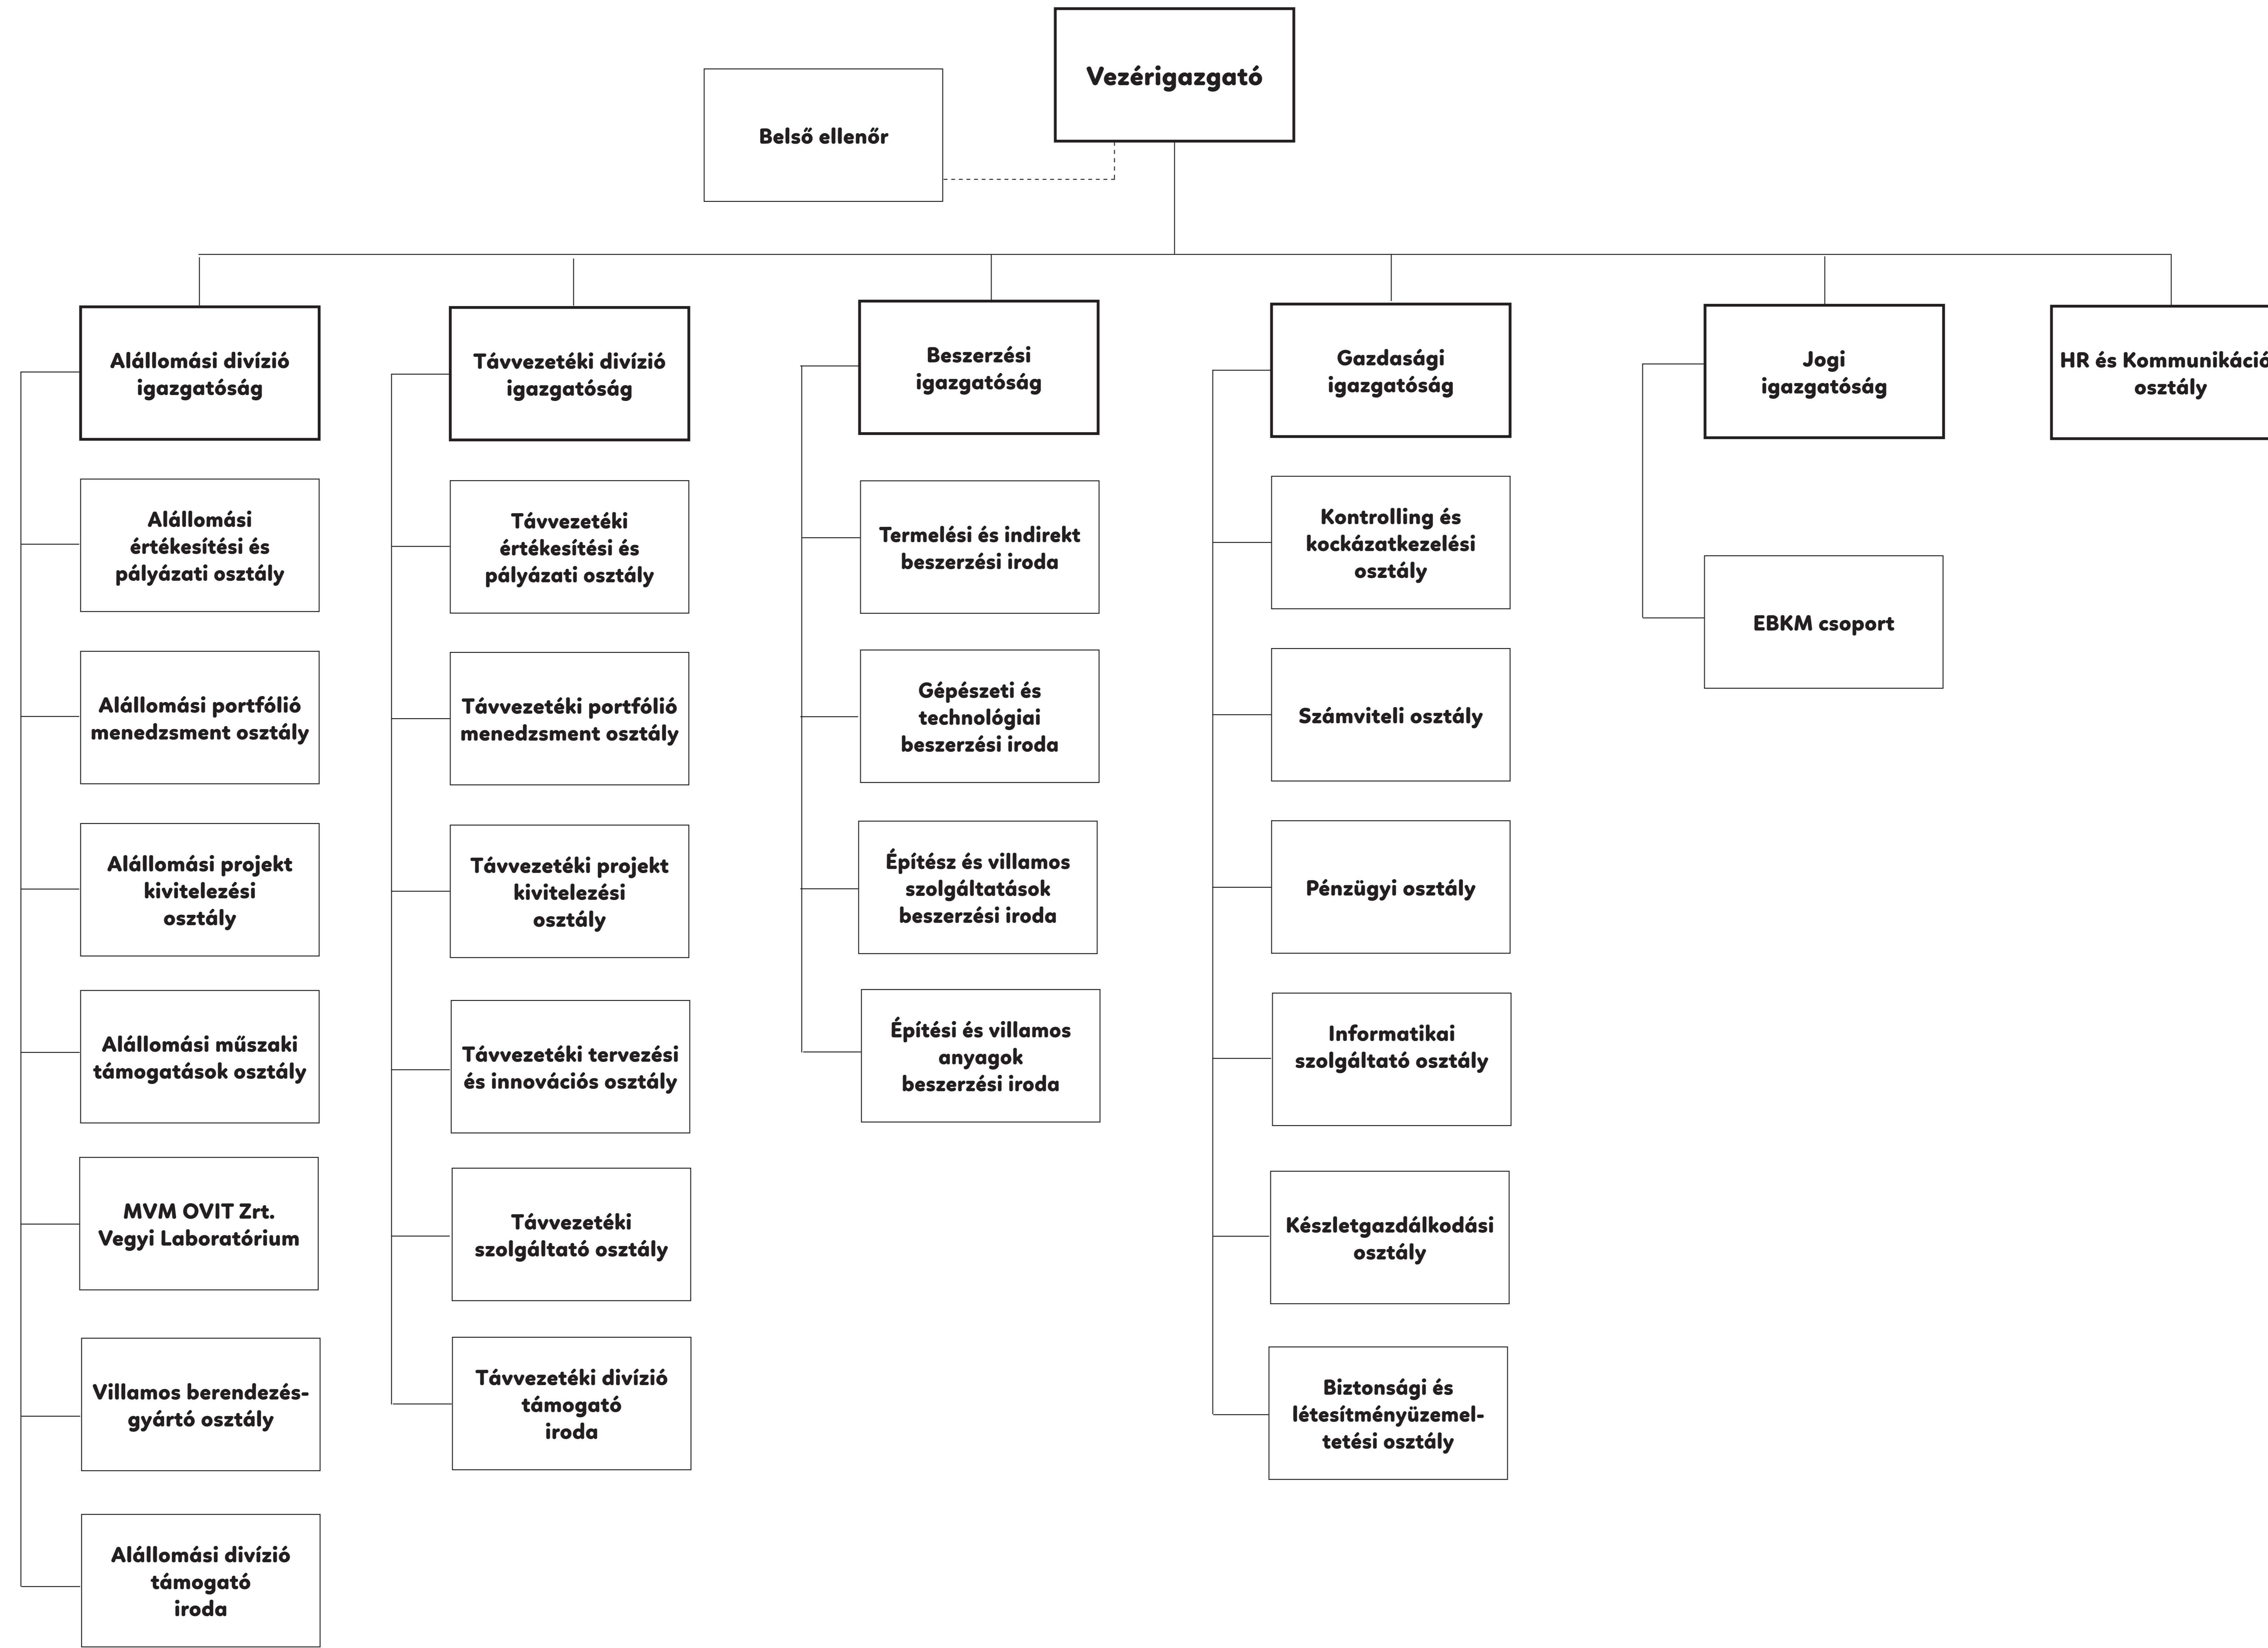 Vezérigazgató
Belső ellenőr
Alállomási divízió
igazgatóság
Alállomási
értékesítési és
pályázati osztály
Alállomási portfólió
menedzsment osztály
Alállomási projekt
kivitelezési
osztály
Alállomási műszaki
támogatások osztály
MVM OVIT Zrt.
Vegyi Laboratórium
Villamos berendezés-
gyártó osztály
Alállomási divízió
támogató
iroda
Távvezetéki divízió
igazgatóság
Távvezetéki
értékesítési és
pályázati osztály
Távvezetéki portfólió
menedzsment osztály
Távvezetéki projekt
kivitelezési
osztály
Távvezetéki tervezési
és innovációs osztály
Távvezetéki
szolgáltató osztály
Távvezetéki divízió
támogató
iroda
Beszerzési
igazgatóság
Termelési és indirekt
beszerzési iroda
Gépészeti és
technológiai
beszerzési iroda
Építész és villamos
szolgáltatások
beszerzési iroda
Építési és villamos
anyagok
beszerzési iroda
Gazdasági
igazgatóság
Kontrolling és
kockázatkezelési
osztály
Számviteli osztály
Pénzügyi osztály
Informatikai
szolgáltató osztály
Készletgazdálkodási
osztály
Biztonsági és
létesítményüzemel-
tetési osztály
Jogi
igazgatóság
EBKM csoport
HR és Kommunikáció
osztály